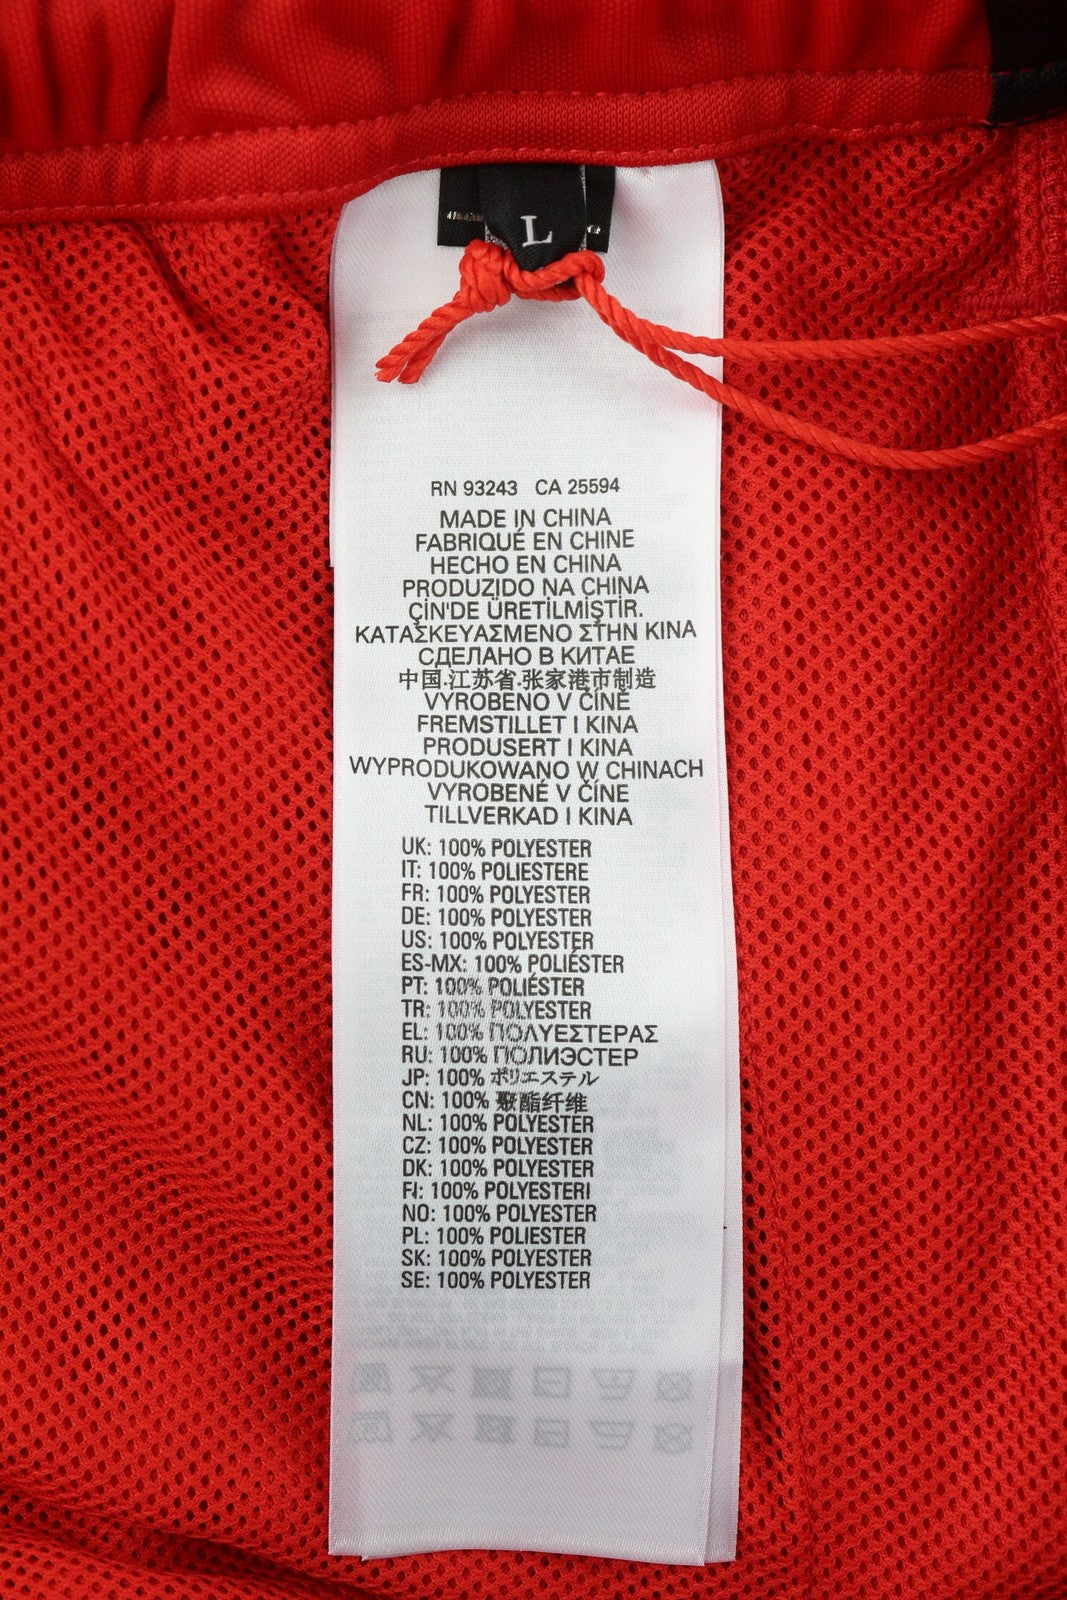 L
RN 93243 CA 25594
MADE IN CHINA
FABRIQUÉ EN CHINE
HECHO EN CHINA
PRODUZIDO NA CHINA
ÇİN'DE ÜRETİLMİŞTİR.
ΚΑΤΑΣΚΕΥΑΣΜΕΝΟ ΣΤΗΝ ΚΙΝΑ
СДЕЛАНО В КИТАЕ
中国.江苏省.张家港市制造
VYROBENO V ČÍNĚ
FREMSTILLET I KINA
PRODUSERT I KINA
WYPRODUKOWANO W CHINACH
VYROBENÉ V ČÍNE
TILLVERKAD I KINA
UK: 100% POLYESTER
IT: 100% POLIESTERE
FR: 100% POLYESTER
DE: 100% POLYESTER
US: 100% POLYESTER
ES-MX: 100% POLIÉSTER
PT: 100% POLIÉSTER
TR: 100% POLYESTER
EL: 100% ΠΟΛΥΕΣΤΕΡΑΣ
RU: 100% ПОЛИЭСТЕР
JP: 100% ポリエステル
CN: 100% 聚酯纤维
NL: 100% POLYESTER
CZ: 100% POLYESTER
DK: 100% POLYESTER
FI: 100% POLYESTERI
NO: 100% POLYESTER
PL: 100% POLIESTER
SK: 100% POLYESTER
SE: 100% POLYESTER